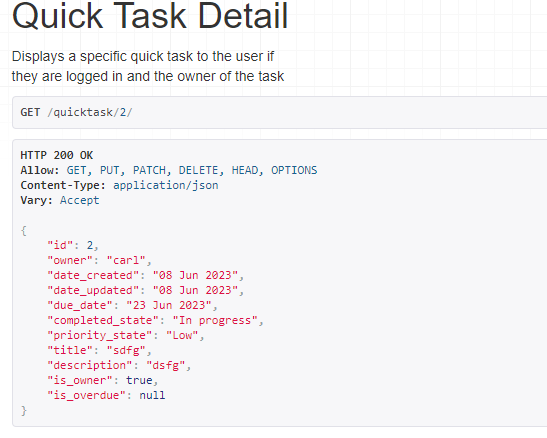 Quick Task Detail
Displays a specific quick task to the user if
they are logged in and the owner of the task
GET /quicktask/2/
HTTP 200 OK
Allow: GET, PUT, PATCH, DELETE, HEAD, OPTIONS
Content-Type: application/json
Vary: Accept
{
    "id": 2,
    "owner": "carl",
    "date_created": "08 Jun 2023",
    "date_updated": "08 Jun 2023",
    "due_date": "23 Jun 2023",
    "completed_state": "In progress",
    "priority_state": "Low",
    "title": "sdfg",
    "description": "dsfg",
    "is_owner": true,
    "is_overdue": null
}